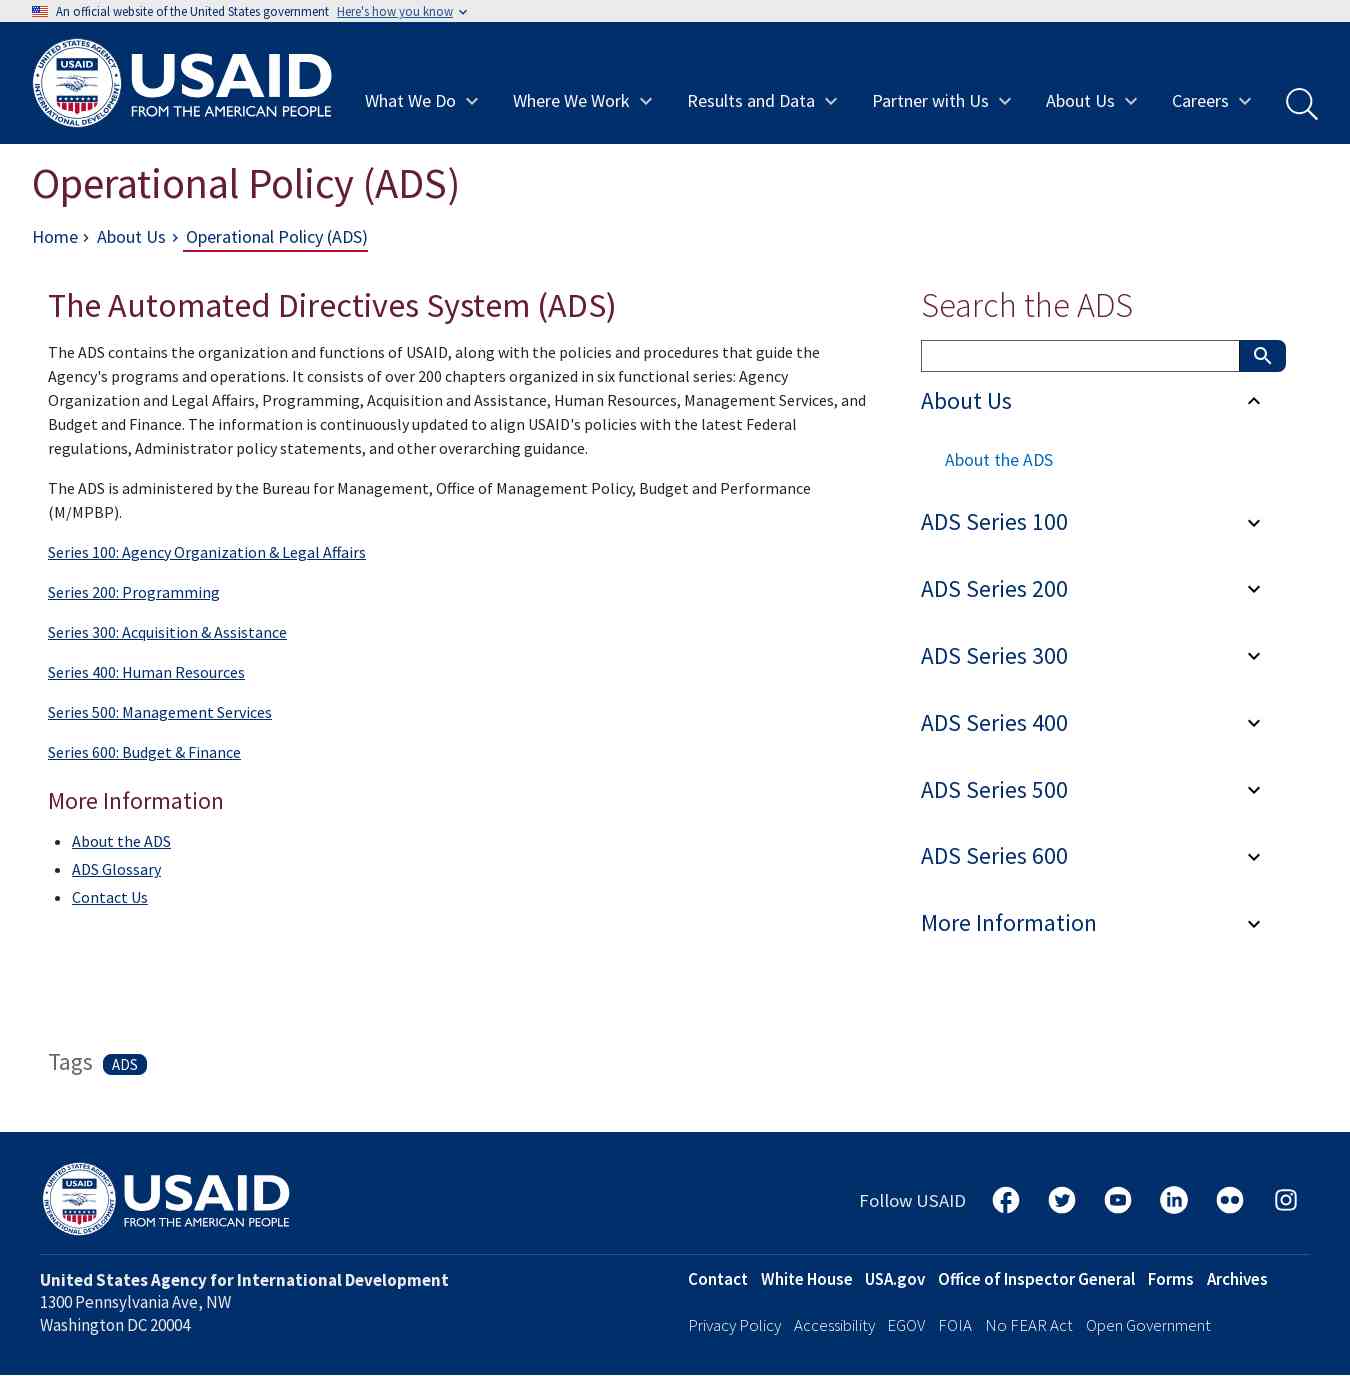 An official website of the United States government Here's how you know
USAID
FROM THE AMERICAN PEOPLE
What We Do Where We Work Results and Data Partner with Us About Us Careers
Operational Policy (ADS)
Home About Us Operational Policy (ADS)
The Automated Directives System (ADS)
The ADS contains the organization and functions of USAID, along with the policies and procedures that guide the
Agency's programs and operations. It consists of over 200 chapters organized in six functional series: Agency
Organization and Legal Affairs, Programming, Acquisition and Assistance, Human Resources, Management Services, and
Budget and Finance. The information is continuously updated to align USAID's policies with the latest Federal
regulations, Administrator policy statements, and other overarching guidance.
The ADS is administered by the Bureau for Management, Office of Management Policy, Budget and Performance
(M/MPBP).
Series 100: Agency Organization & Legal Affairs
Series 200: Programming
Series 300: Acquisition & Assistance
Series 400: Human Resources
Series 500: Management Services
Series 600: Budget & Finance
More Information
About the ADS
ADS Glossary
Contact Us
Search the ADS
About Us
About the ADS
ADS Series 100
ADS Series 200
ADS Series 300
ADS Series 400
ADS Series 500
ADS Series 600
More Information
Tags ADS
USAID
FROM THE AMERICAN PEOPLE
Follow USAID
United States Agency for International Development
1300 Pennsylvania Ave, NW
Washington DC 20004
Contact White House USA.gov Office of Inspector General Forms Archives
Privacy Policy Accessibility EGOV FOIA No FEAR Act Open Government